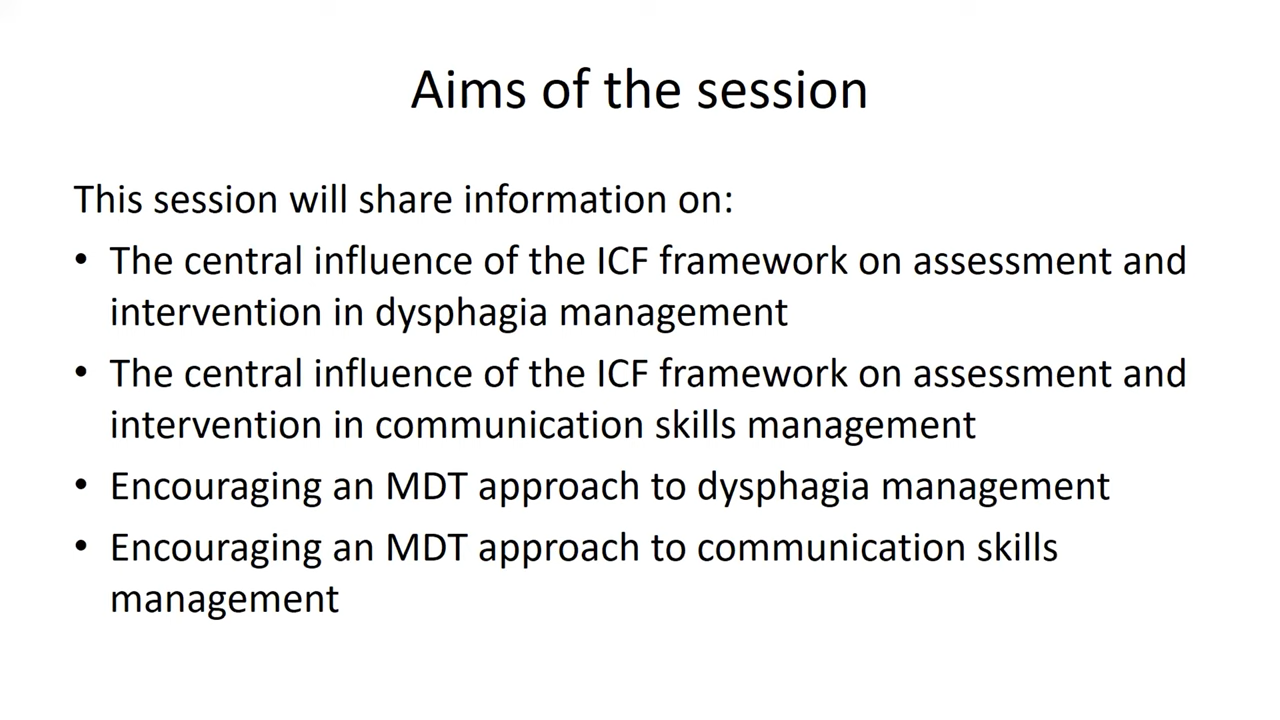 Aims of the session
This session will share information on:
• The central influence of the ICF framework on assessment and
intervention in dysphagia management
• The central influence of the ICF framework on assessment and
intervention in communication skills management
• Encouraging an MDT approach to dysphagia management
• Encouraging an MDT approach to communication skills
management